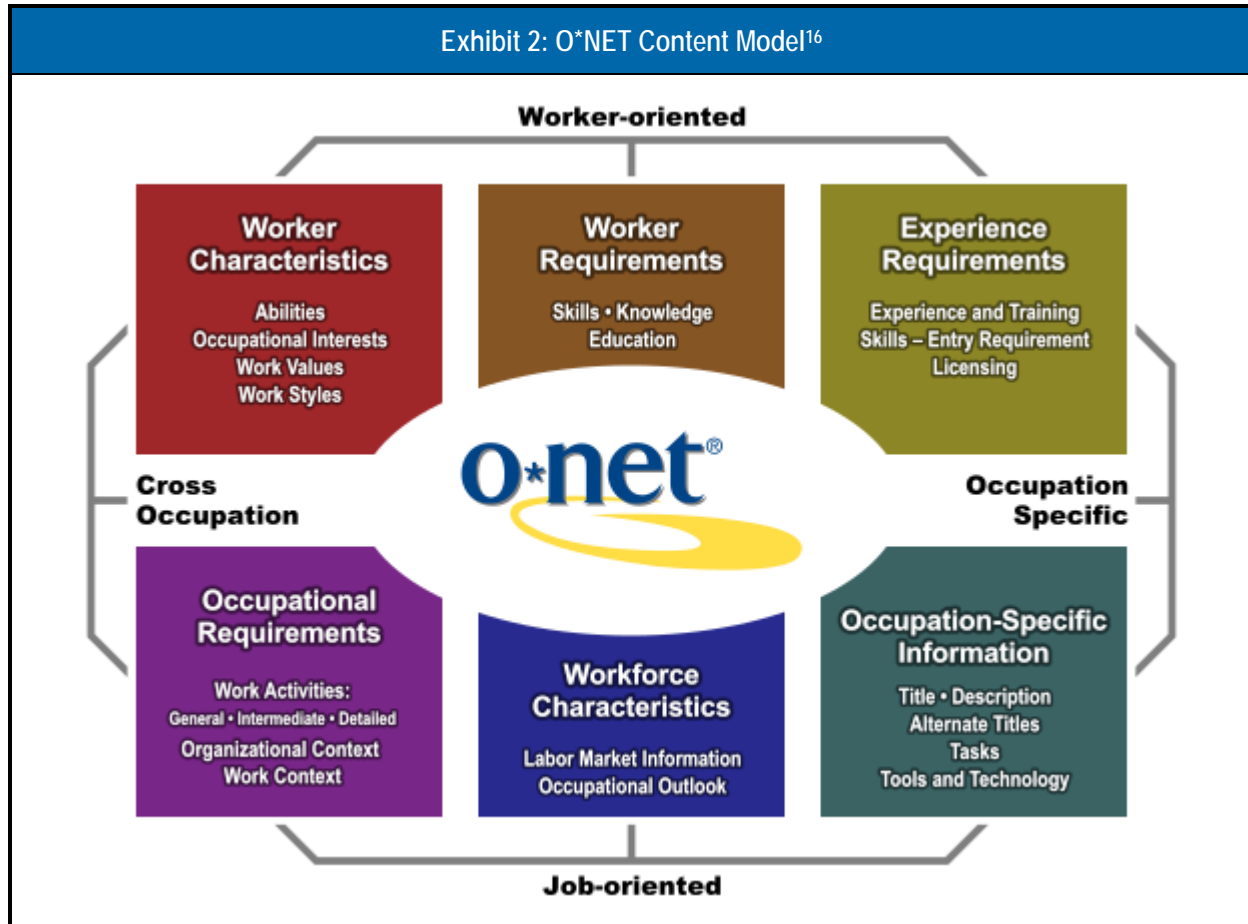 Exhibit 2: O*NET Content Model16
Worker-oriented
Worker
Characteristics
Abilities
Occupational Interests
Work Values
Work Styles
Worker
Requirements
Skills • Knowledge
Education
Experience
Requirements
Experience and Training
Skills – Entry Requirement
Licensing
Cross
Occupation
o*net®
Occupation
Specific
Occupational
Requirements
Work Activities:
General • Intermediate • Detailed
Organizational Context
Work Context
Workforce
Characteristics
Labor Market Information
Occupational Outlook
Occupation-Specific
Information
Title • Description
Alternate Titles
Tasks
Tools and Technology
Job-oriented